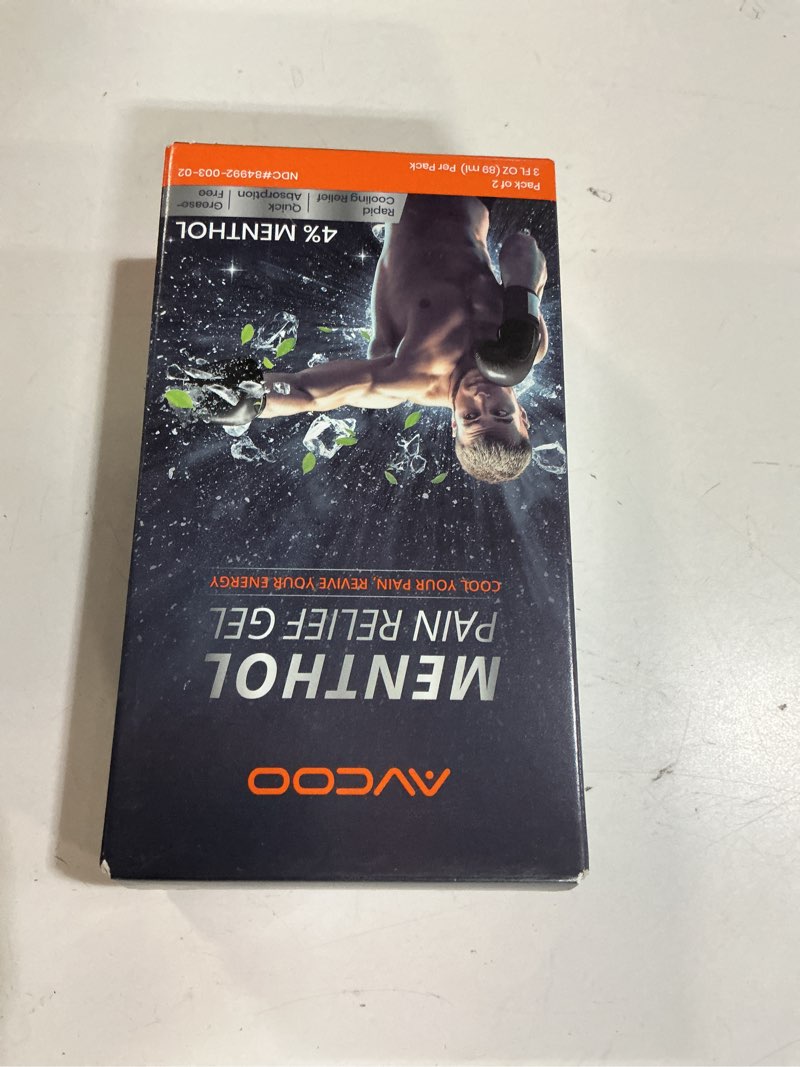 AVCOO
MENTHOL
PAIN RELIEF GEL
COOL YOUR PAIN, REVIVE YOUR ENERGY
4% MENTHOL
Rapid
Cooling Relief
Quick
Absorption
Grease-
Free
Pack of 2
3 FL OZ (89 ml) Per Pack
NDC#84992-003-02